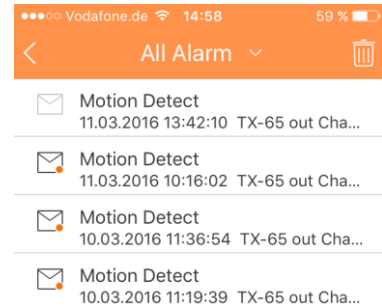 Vodafone.de 14:58 59 %
All Alarm
Motion Detect
11.03.2016 13:42:10 TX-65 out Cha...
Motion Detect
11.03.2016 10:16:02 TX-65 out Cha...
Motion Detect
10.03.2016 11:36:54 TX-65 out Cha...
Motion Detect
10.03.2016 11:19:39 TX-65 out Cha...